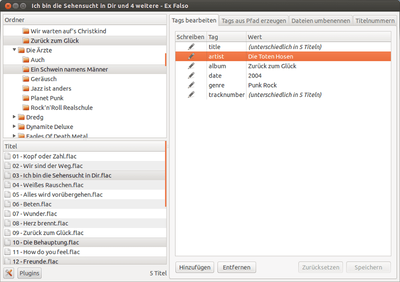 Ich bin die Sehensucht in Dir und 4 weitere - Ex Falso
Ordner
Wir warten auf's Christkind
Zurück zum Glück
Die Ärzte
Auch
Ein Schwein namens Männer
Geräusch
Jazz ist anders
Planet Punk
Rock'n'Roll Realschule
Dredg
Dynamite Deluxe
Eagles Of Death Metal
Titel
01 - Kopf oder Zahl.flac
02 - Wir sind der Weg.flac
03 - Ich bin die Sehensucht in Dir.flac
04 - Weißes Rauschen.flac
05 - Alles wird vorübergehen.flac
06 - Beten.flac
07 - Wunder.flac
08 - Herz brennt.flac
09 - Zurück zum Glück.flac
10 - Die Behauptung.flac
11 - How do you feel.flac
12 - Freunde.flac
Plugins
5 Titel
Tags bearbeiten
Tags aus Pfad erzeugen
Dateien umbenennen
Titelnummern
Schreiben Tag Wert
title (unterschiedlich in 5 Titeln)
artist Die Toten Hosen
album Zurück zum Glück
date 2004
genre Punk Rock
tracknumber (unterschiedlich in 5 Titeln)
Hinzufügen
Entfernen
Zurücksetzen
Speichern